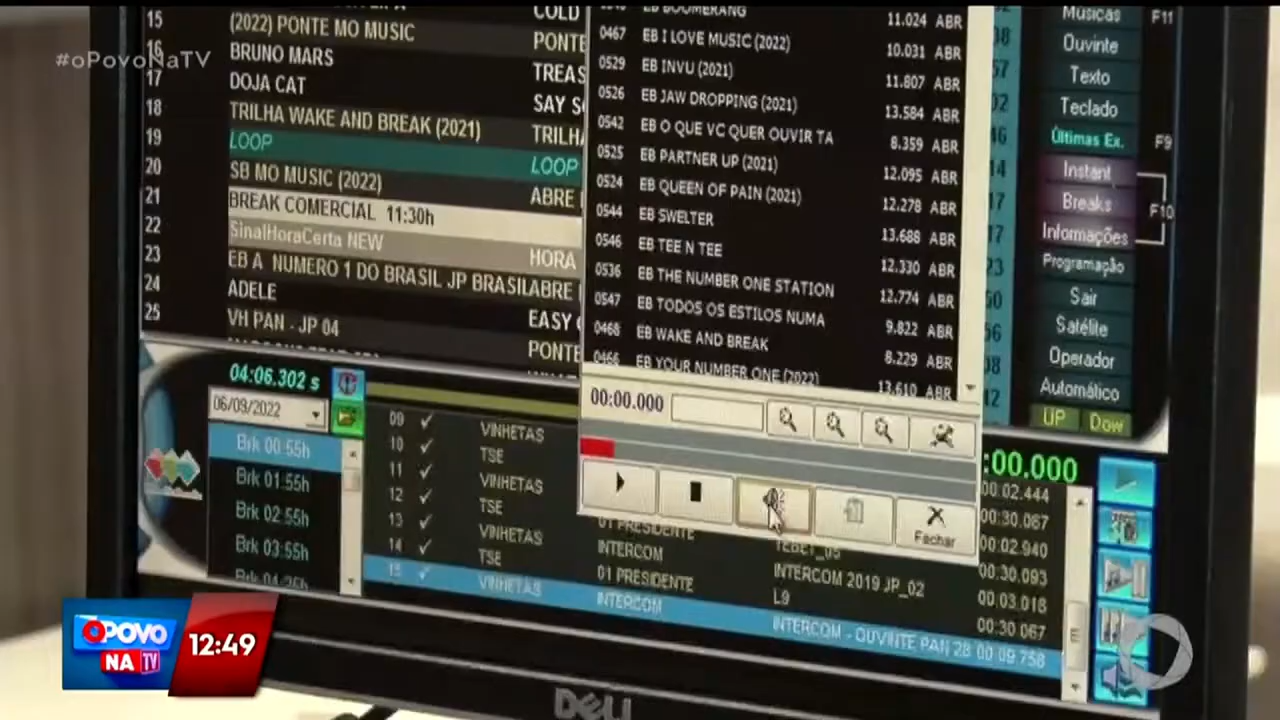 #oPovoNaTV
15
16
17
18
19
20
21
22
23
24
25
(2022) PONTE MO MUSIC
BRUNO MARS
DOJA CAT
TRILHA WAKE AND BREAK (2021)
LOOP
SB MO MUSIC (2022)
BREAK COMERCIAL 11:30h
SinalHoraCerta NEW
EB A NUMERO 1 DO BRASIL JP BRASIL
ADELE
VH PAN - JP 04
COLD
PONTE
TREAS
SAY S
TRILHA
LOOP
ABRE
HORA
ABRE
EASY
PONTE
EB BOOMERANG 11.024 ABR
0467 EB I LOVE MUSIC (2022) 10.031 ABR
0529 EB INVU (2021) 11.807 ABR
0526 EB JAW DROPPING (2021) 13.584 ABR
0542 EB O QUE VC QUER OUVIR TA 8.359 ABR
0525 EB PARTNER UP (2021) 12.095 ABR
0524 EB QUEEN OF PAIN (2021) 12.278 ABR
0544 EB SWELTER 13.688 ABR
0546 EB TEE N TEE 12.330 ABR
0536 EB THE NUMBER ONE STATION 12.774 ABR
0547 EB TODOS OS ESTILOS NUMA 9.822 ABR
0468 EB WAKE AND BREAK 8.229 ABR
0466 EB YOUR NUMBER ONE (2022) 13.610 ABR
00:00.000
Fechar
Músicas F11
Ouvinte
Texto
Teclado
Últimas Ex. F9
Instant
Breaks F10
Informações
Programação
Sair
Satélite
Operador
Automático
UP Dow
04:06.302 s
06/09/2022
Brk 00:55h
Brk 01:55h
Brk 02:55h
Brk 03:55h
09 VINHETAS
10 TSE
11 VINHETAS
12 TSE
13 VINHETAS
14 TSE
15 VINHETAS
01 PRESIDENTE
INTERCOM
01 PRESIDENTE
INTERCOM
TEBET_05
INTERCOM 2019 JP_02
L9
INTERCOM - OUVINTE PAN 28
:00.000
00:02.444
00:30.067
00:02.940
00:30.093
00:03.018
00:30.067
00:09.758
OPOVO
NA TV
12:49
DELL